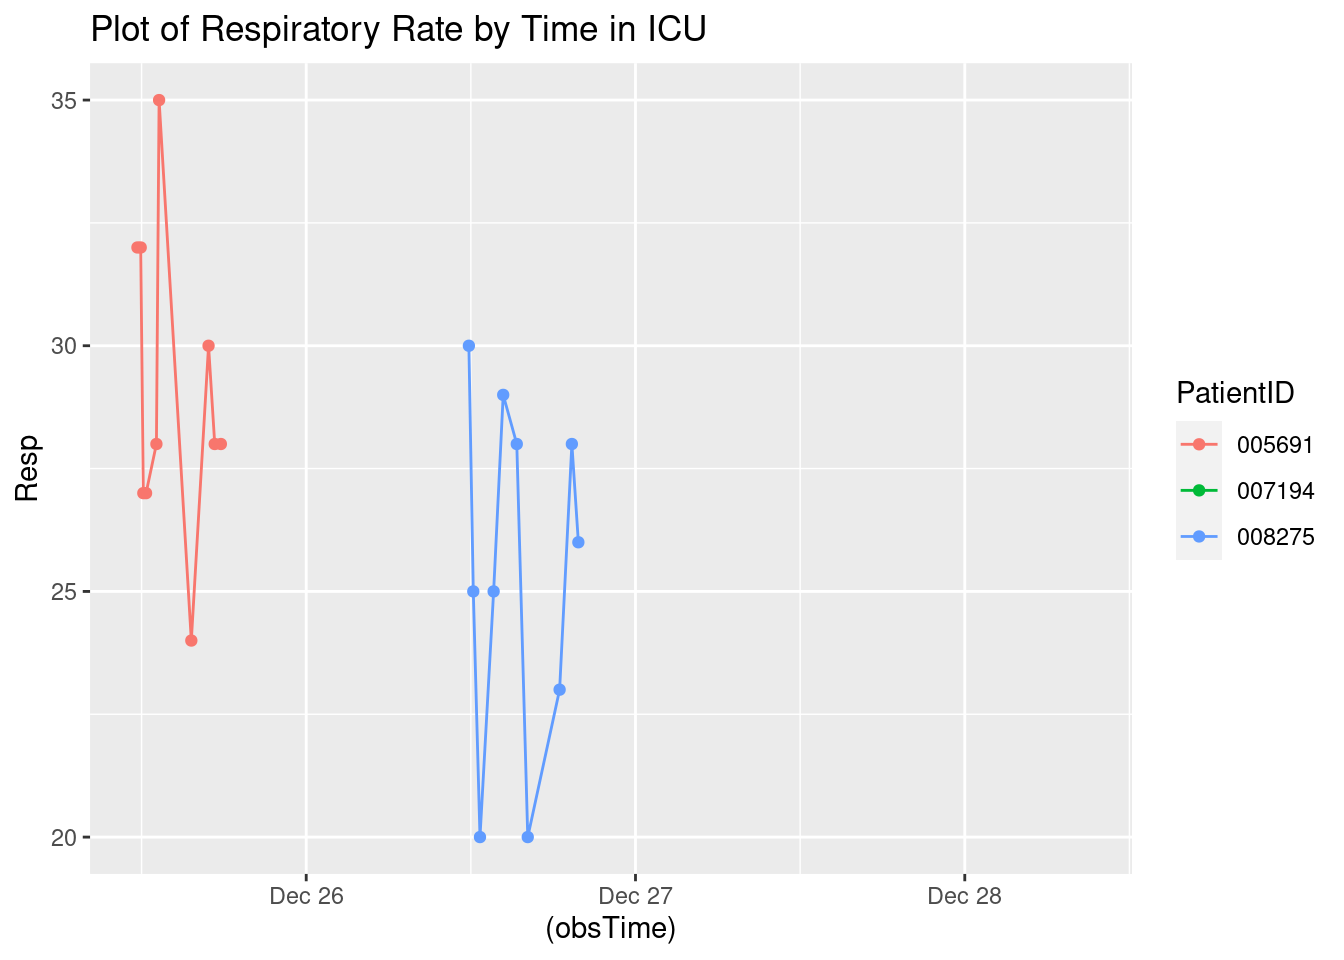 Plot of Respiratory Rate by Time in ICU
35
30
25
20
Resp
Dec 26
Dec 27
Dec 28
(obsTime)
PatientID
005691
007194
008275